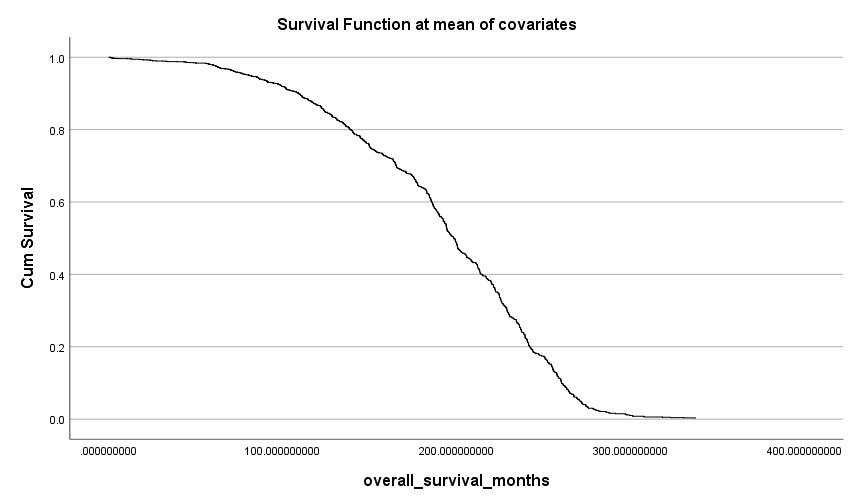 Survival Function at mean of covariates
Cum Survival
1.0
0.8
0.6
0.4
0.2
0.0
.000000000 100.000000000 200.000000000 300.000000000 400.000000000
overall_survival_months